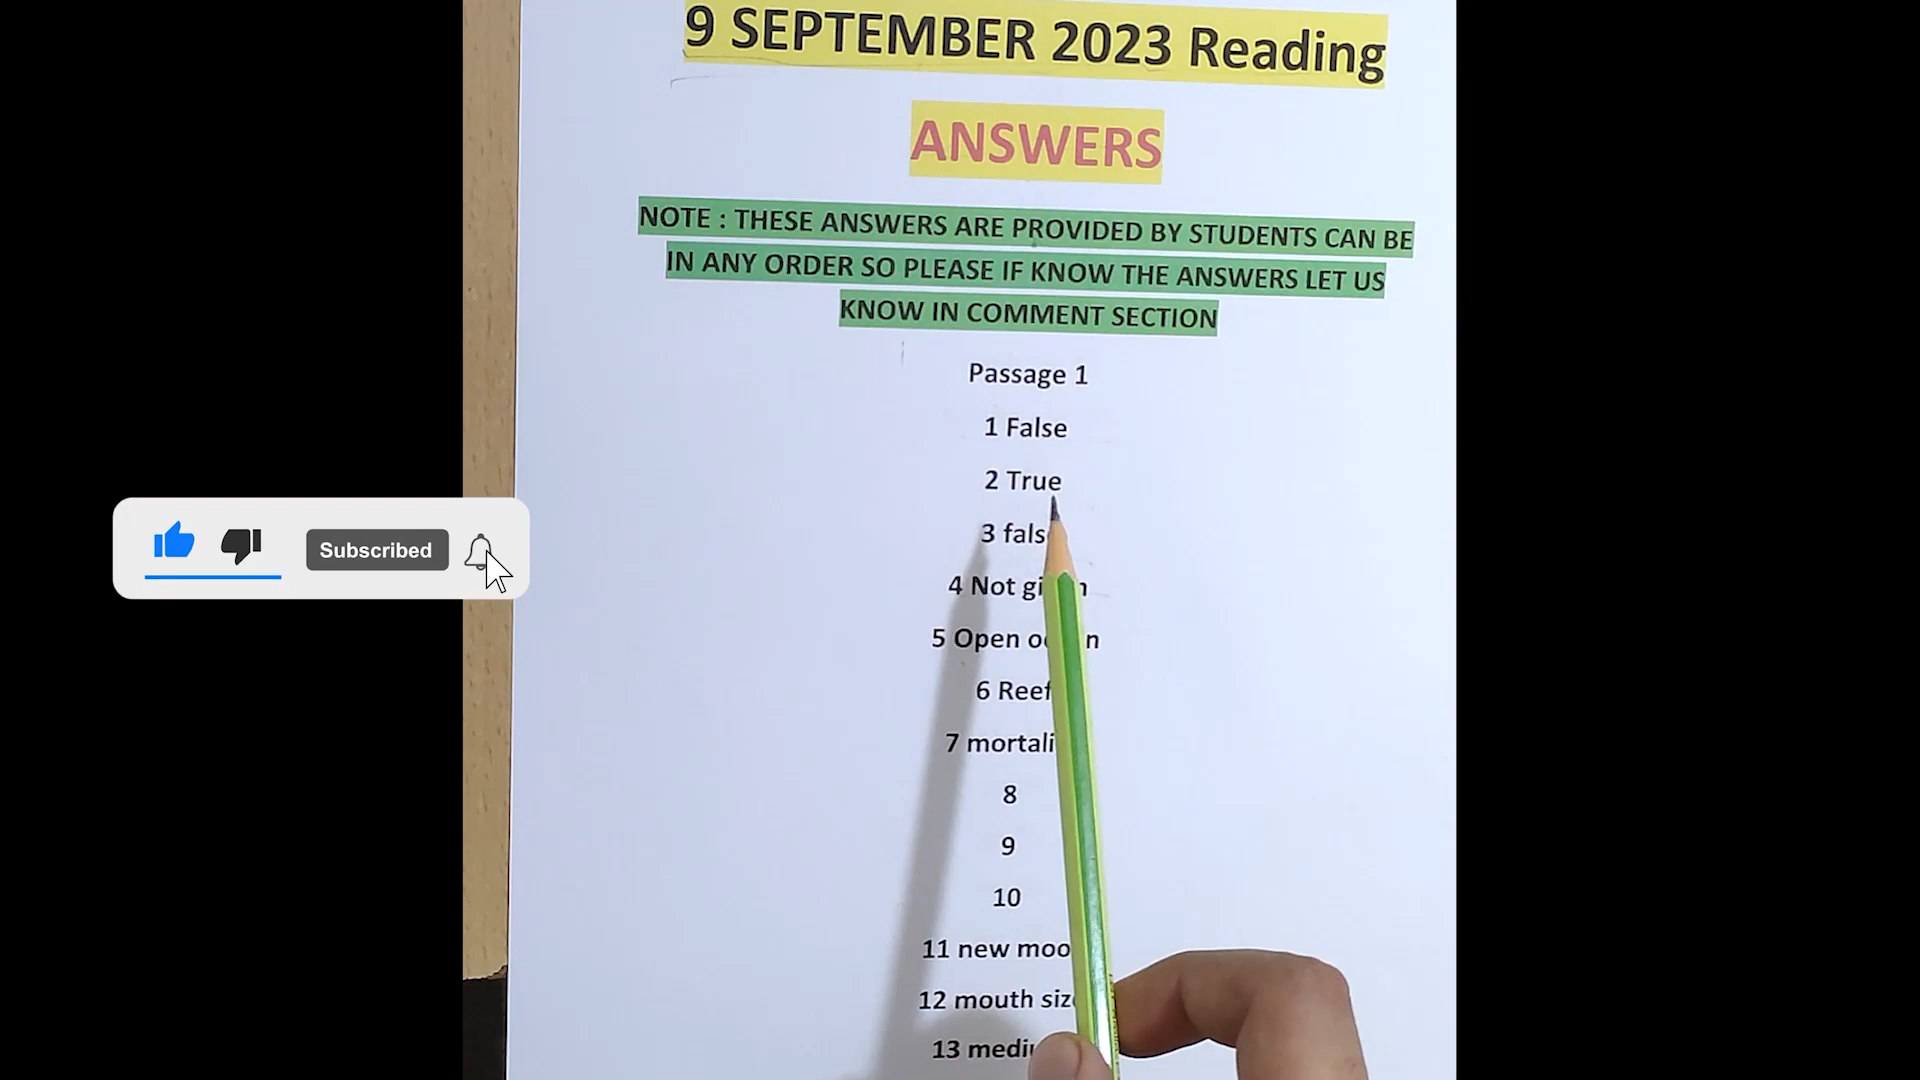 9 SEPTEMBER 2023 Reading
ANSWERS
NOTE : THESE ANSWERS ARE PROVIDED BY STUDENTS CAN BE
IN ANY ORDER SO PLEASE IF KNOW THE ANSWERS LET US
KNOW IN COMMENT SECTION
Passage 1
1 False
2 True
3
4 Not
5 Open
6 Reef
7
8
9
10
11 new
12 mouth
13
Subscribed